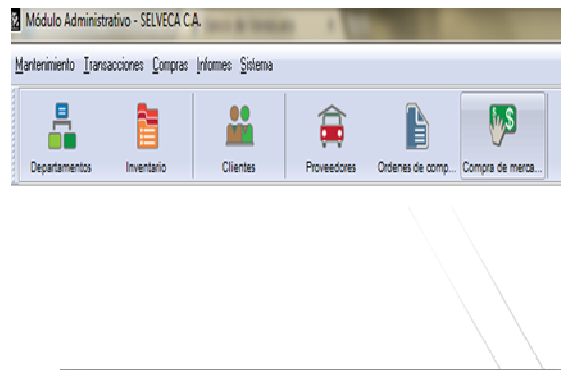 Módulo Administrativo - SELVECA C.A.
Mantenimiento Transacciones Compras Informes Sistema
Departamentos Inventario Clientes Proveedores Ordenes de comp... Compra de merca...